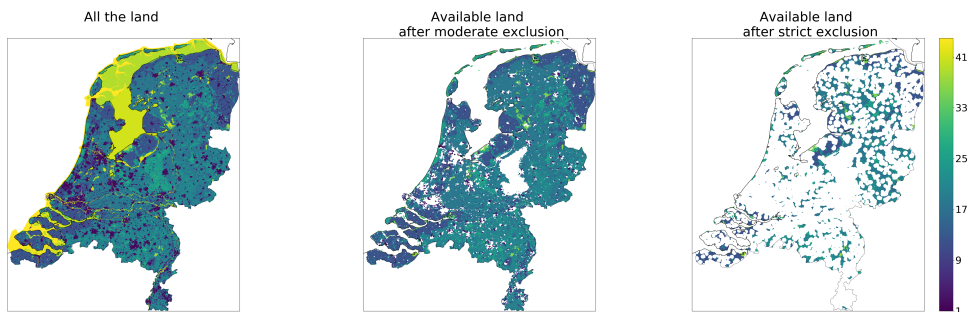 All the land
Available land
after moderate exclusion
Available land
after strict exclusion
41
33
25
17
9
1